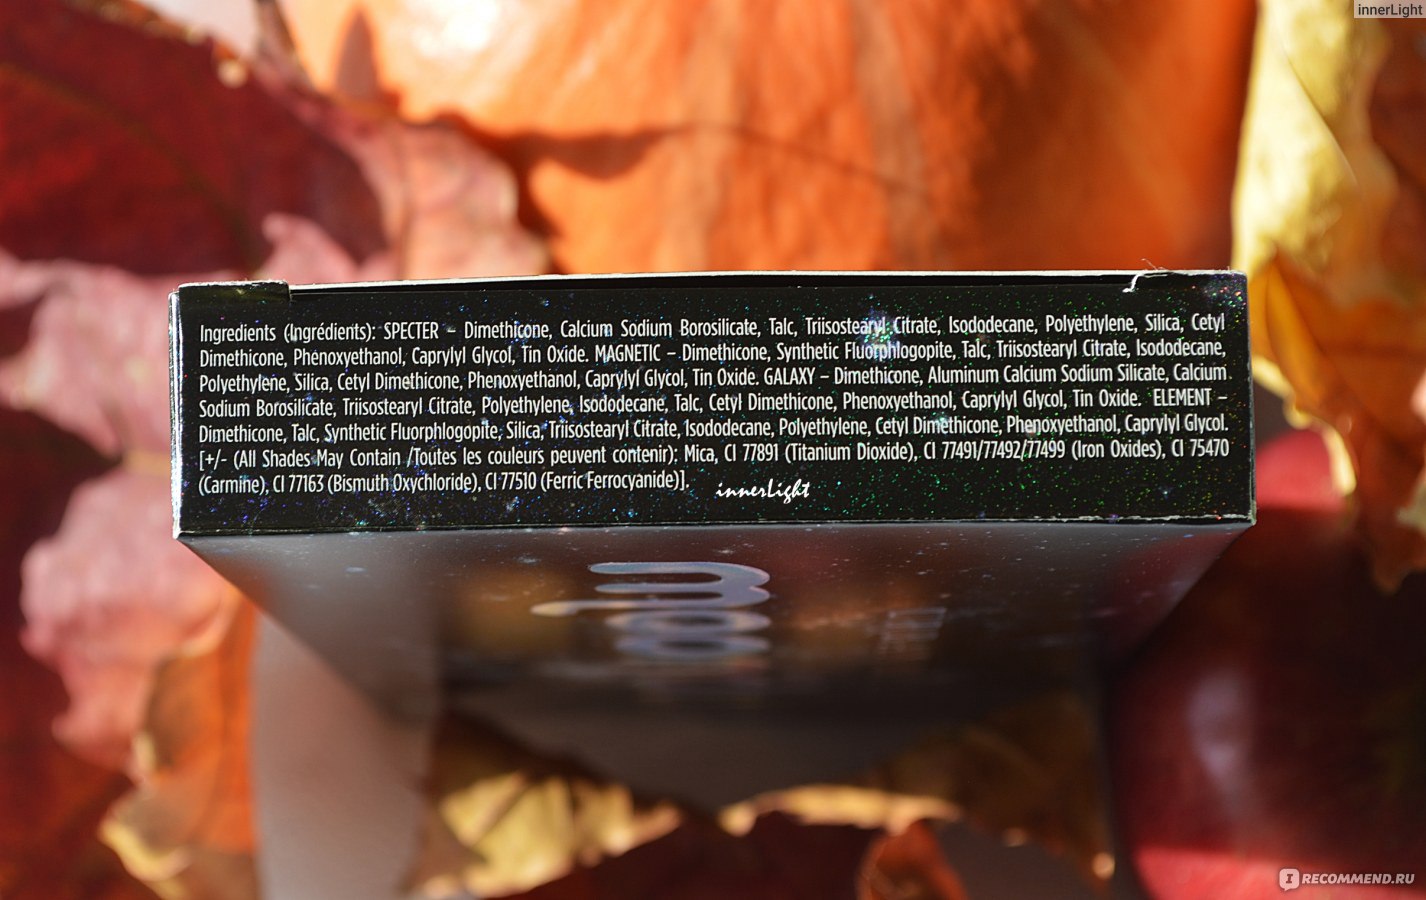 innerLight
Ingredients (Ingrédients): SPECTER – Dimethicone, Calcium Sodium Borosilicate, Talc, Triisostearyl Citrate, Isododecane, Polyethylene, Silica, Cetyl
Dimethicone, Phenoxyethanol, Caprylyl Glycol, Tin Oxide. MAGNETIC – Dimethicone, Synthetic Fluorphlogopite, Talc, Triisostearyl Citrate, Isododecane,
Polyethylene, Silica, Cetyl Dimethicone, Phenoxyethanol, Caprylyl Glycol, Tin Oxide. GALAXY – Dimethicone, Aluminum Calcium Sodium Silicate, Calcium
Sodium Borosilicate, Triisostearyl Citrate, Polyethylene, Isododecane, Talc, Cetyl Dimethicone, Phenoxyethanol, Caprylyl Glycol, Tin Oxide. ELEMENT –
Dimethicone, Talc, Synthetic Fluorphlogopite, Silica, Triisostearyl Citrate, Isododecane, Polyethylene, Cetyl Dimethicone, Phenoxyethanol, Caprylyl Glycol.
[+/- (All Shades May Contain /Toutes les couleurs peuvent contenir): Mica, CI 77891 (Titanium Dioxide), CI 77491/77492/77499 (Iron Oxides), CI 75470
(Carmine), CI 77163 (Bismuth Oxychloride), CI 77510 (Ferric Ferrocyanide)].
innerLight
IRECOMMEND.RU